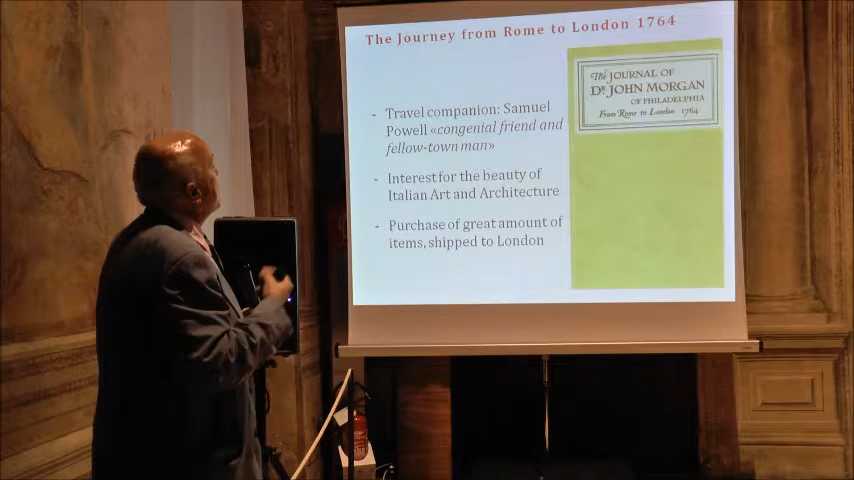 The Journey from Rome to London 1764
- Travel companion: Samuel
Powell «congenial friend and
fellow-town man»
- Interest for the beauty of
Italian Art and Architecture
- Purchase of great amount of
items, shipped to London
The JOURNAL OF
DR. JOHN MORGAN
OF PHILADELPHIA
From Rome to London 1764